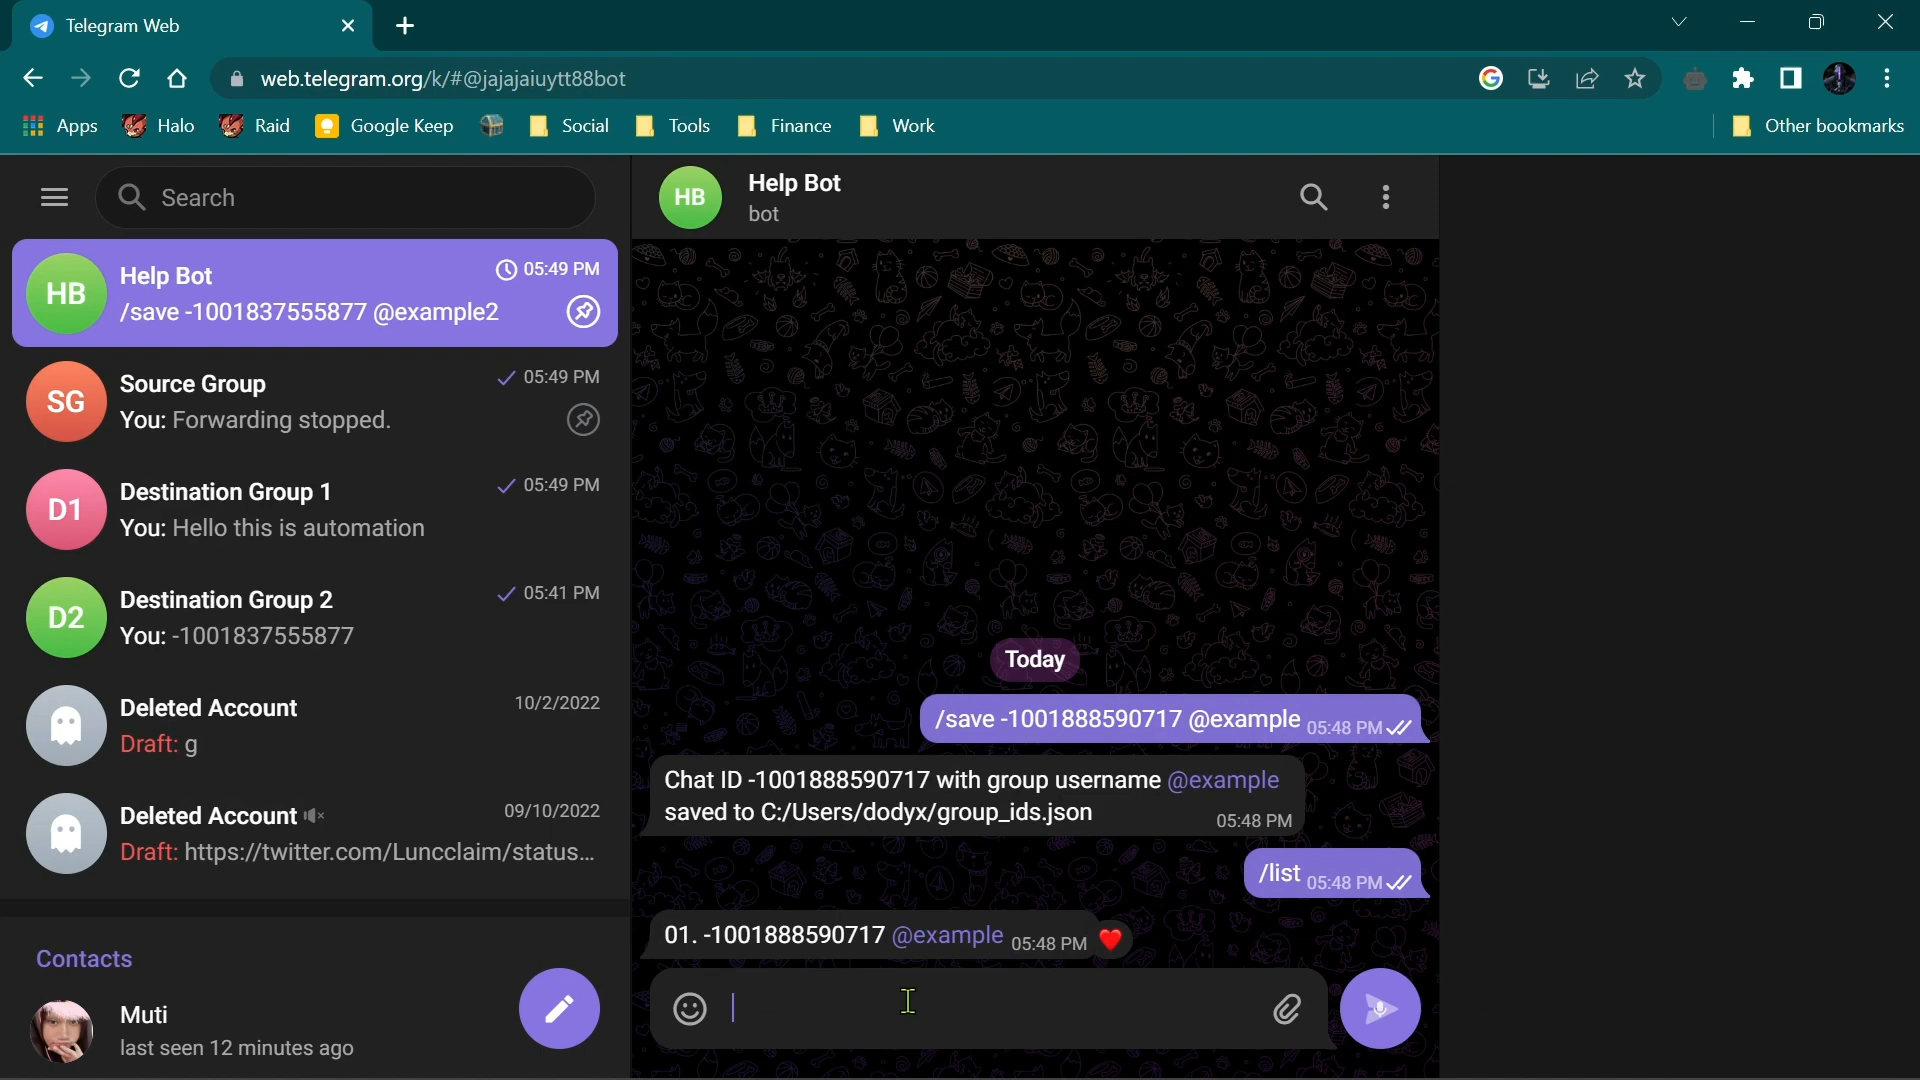 Telegram Web
web.telegram.org/k/#@jajajaiuytt88bot
Apps Halo Raid Google Keep Social Tools Finance Work Other bookmarks
Search
HB
Help Bot
05:49 PM
/save -1001837555877 @example2
SG
Source Group
05:49 PM
You: Forwarding stopped.
D1
Destination Group 1
05:49 PM
You: Hello this is automation
D2
Destination Group 2
05:41 PM
You: -1001837555877
Deleted Account
10/2/2022
Draft: g
Deleted Account
09/10/2022
Draft: https://twitter.com/Luncclaim/status...
Contacts
Muti
last seen 12 minutes ago
HB
Help Bot
bot
Today
/save -1001888590717 @example 05:48 PM
Chat ID -1001888590717 with group username @example
saved to C:/Users/dodyx/group_ids.json 05:48 PM
/list 05:48 PM
01. -1001888590717 @example 05:48 PM